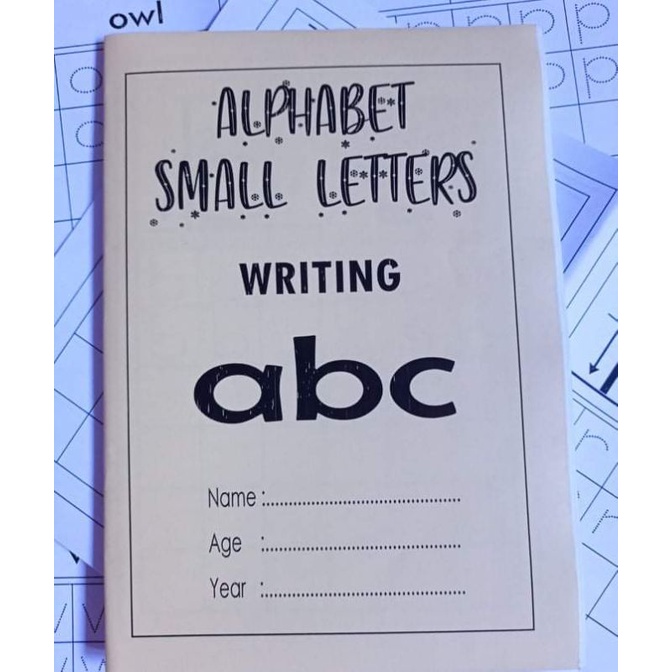 owl
ALPHABET
SMALL LETTERS
WRITING
abc
Name :..........................................
Age :...........................................
Year :...........................................
p p p
p p
r
r
v v v